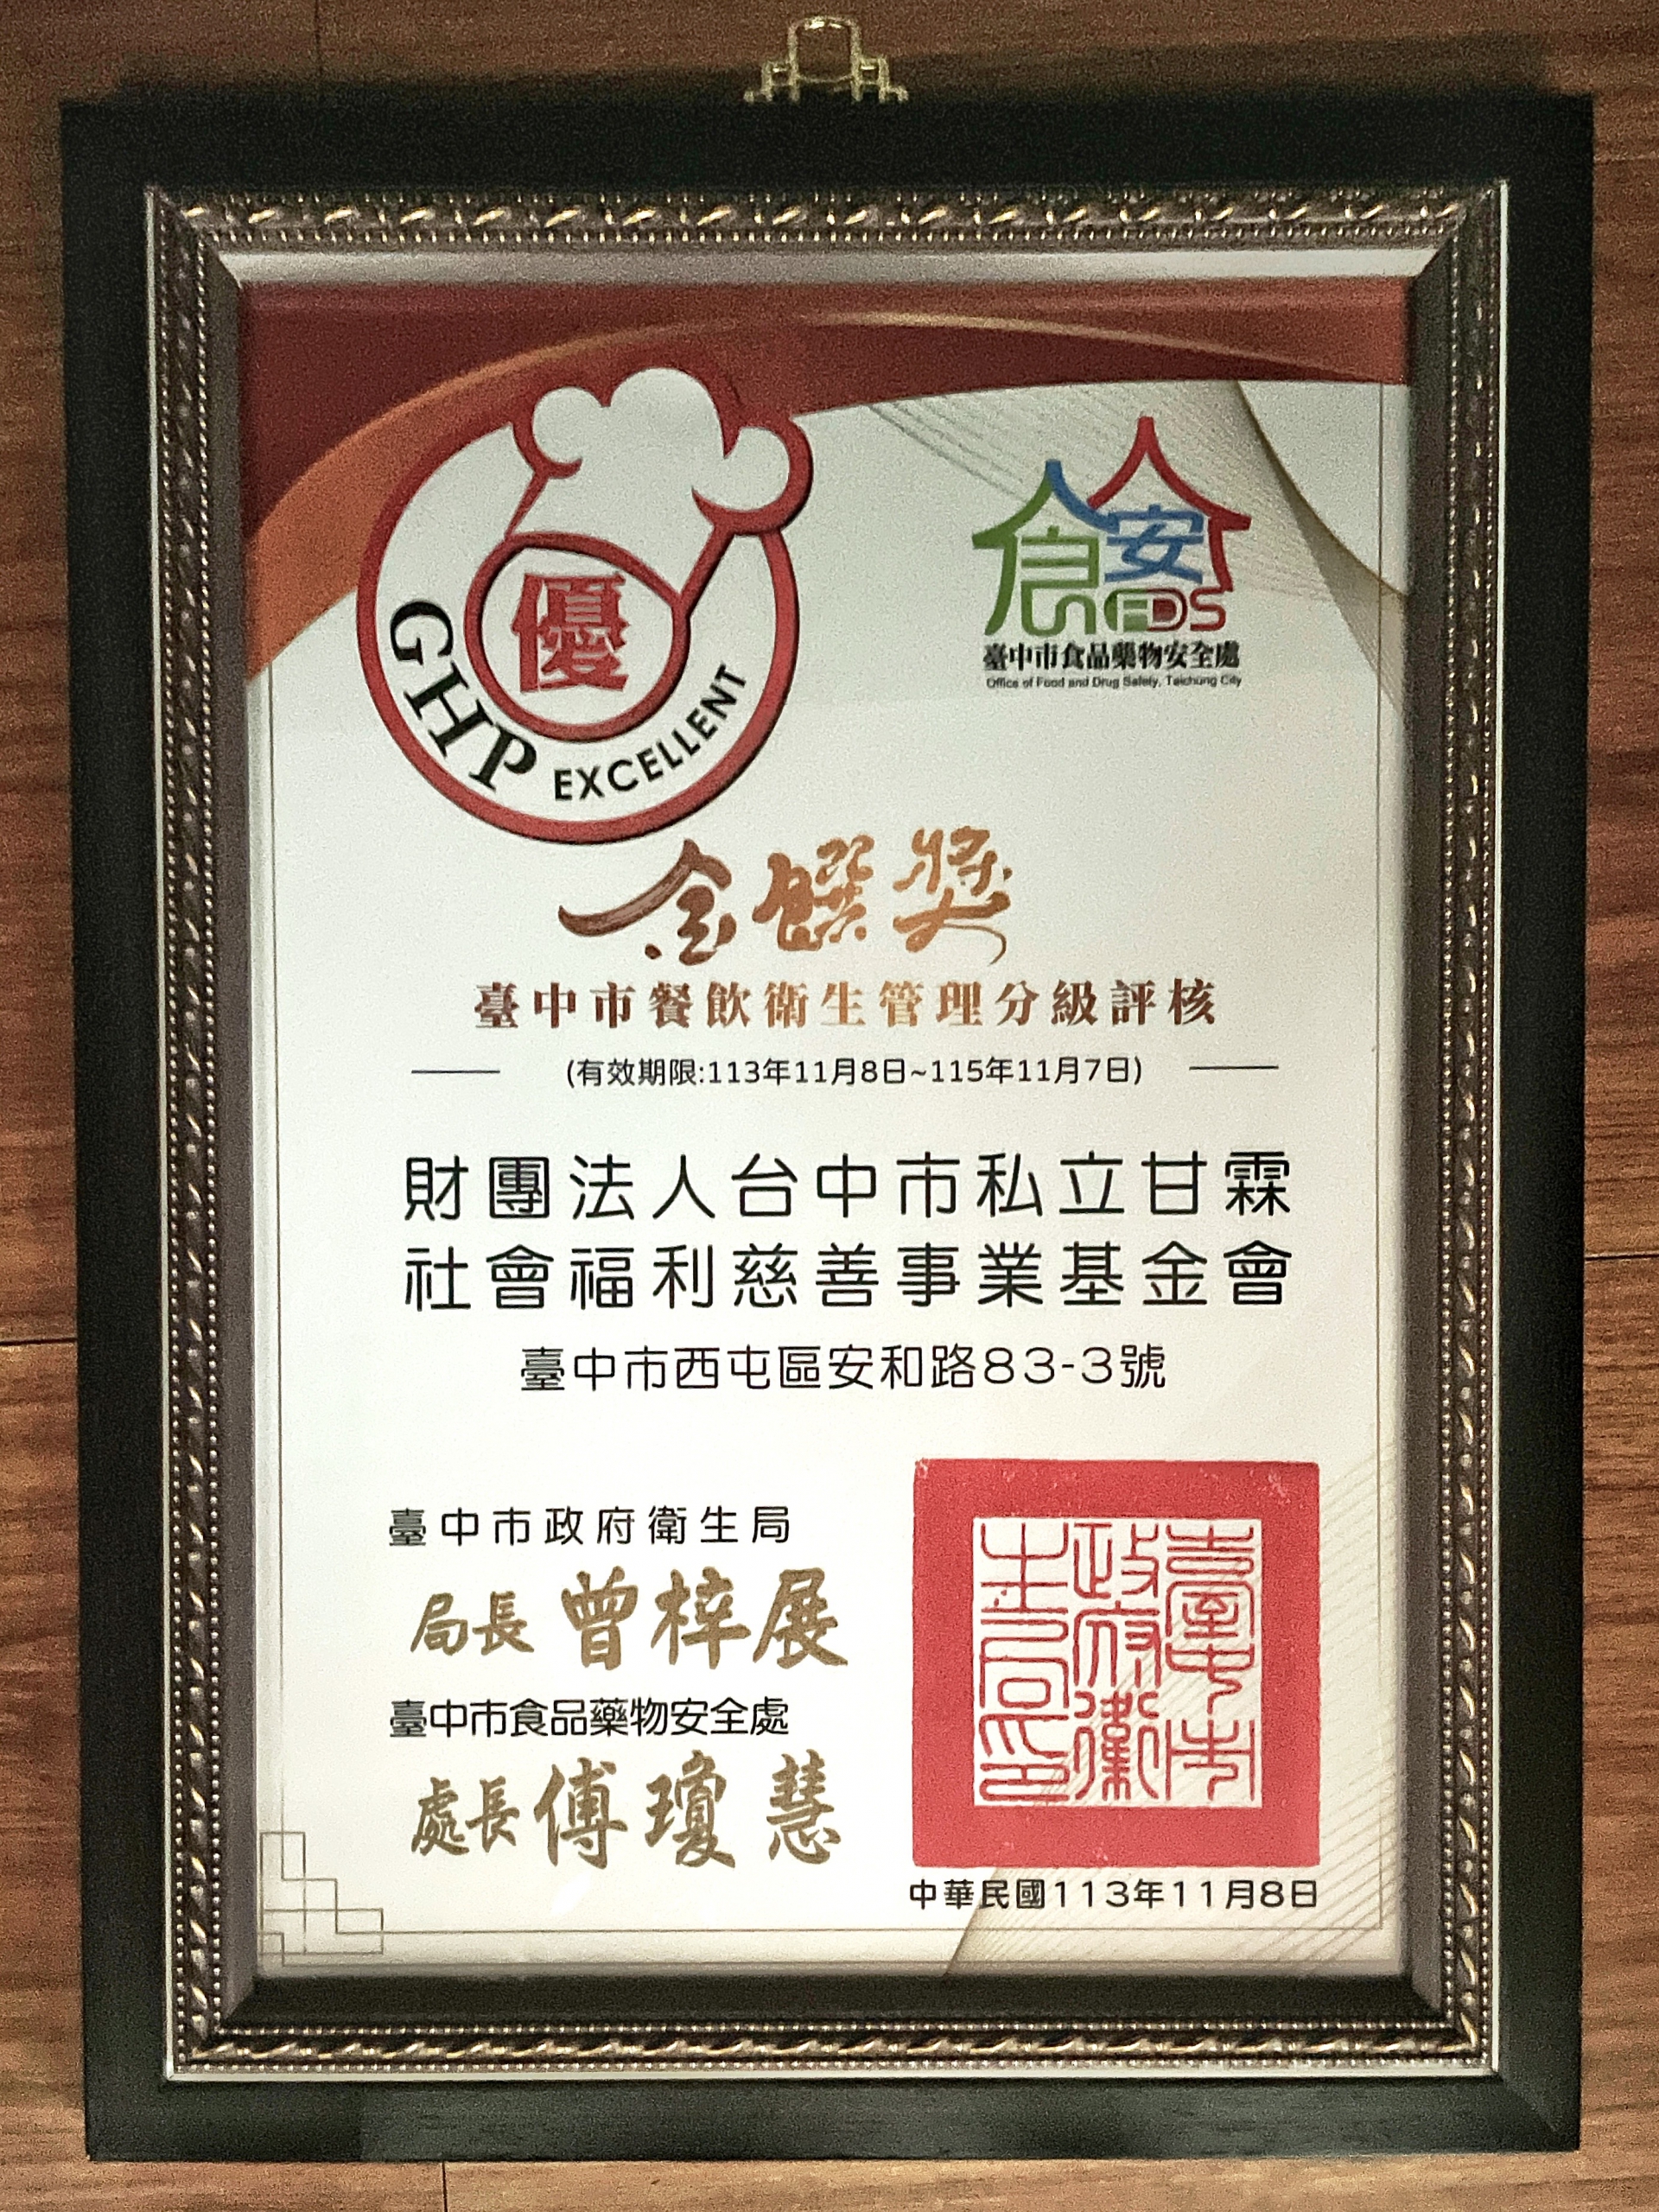 優
GHP EXCELLENT
食安
FDS
臺中市食品藥物安全處
Office of Food and Drug Safety, Taichung City
金饌獎
臺中市餐飲衛生管理分級評核
(有效期限:113年11月8日~115年11月7日)
財團法人台中市私立甘霖
社會福利慈善事業基金會
臺中市西屯區安和路83-3號
臺中市政府衛生局
局長 曾梓展
臺中市食品藥物安全處
處長 傅瓊慧
臺中市
政府衛
生局印
中華民國113年11月8日